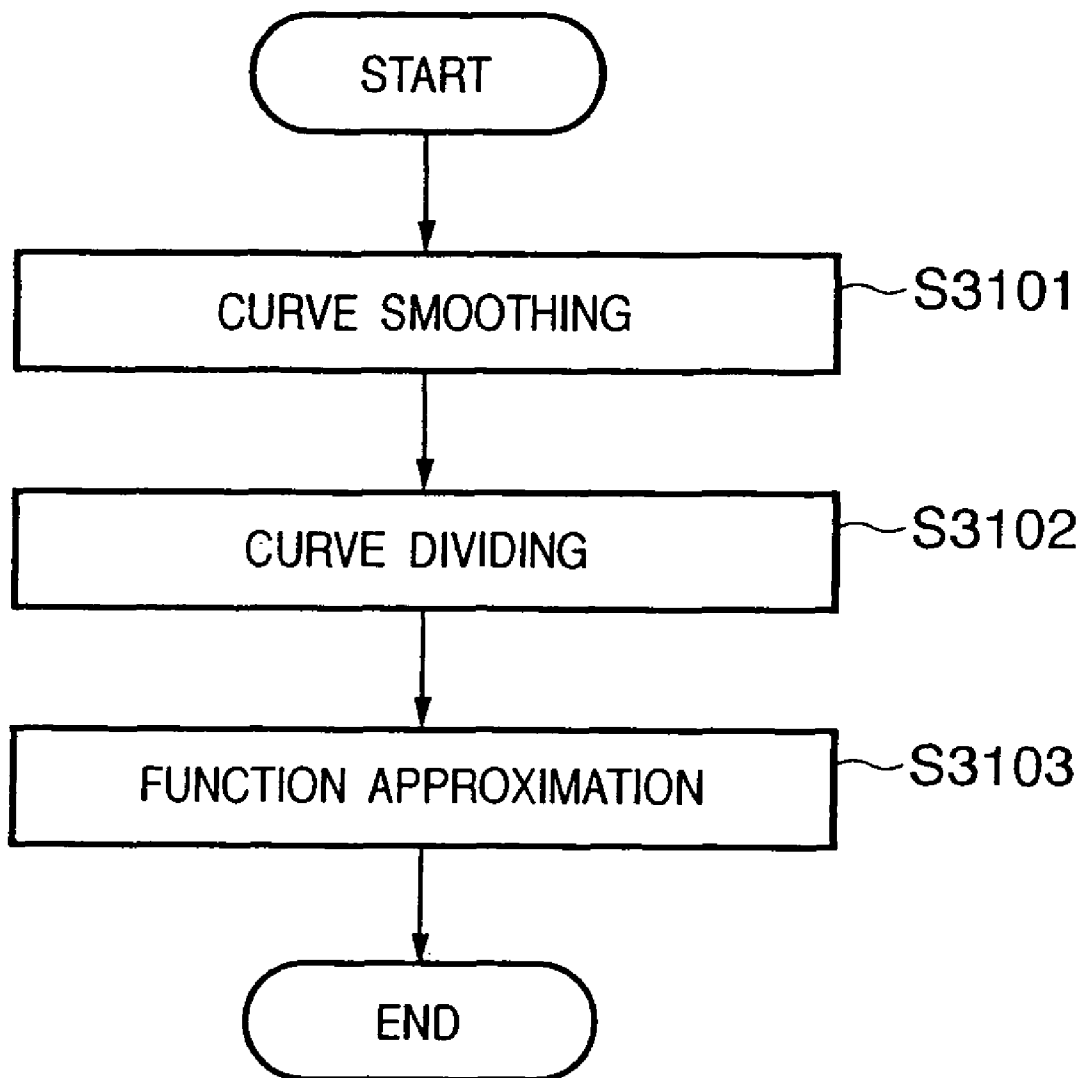 START
CURVE SMOOTHING
S3101
CURVE DIVIDING
S3102
FUNCTION APPROXIMATION
S3103
END